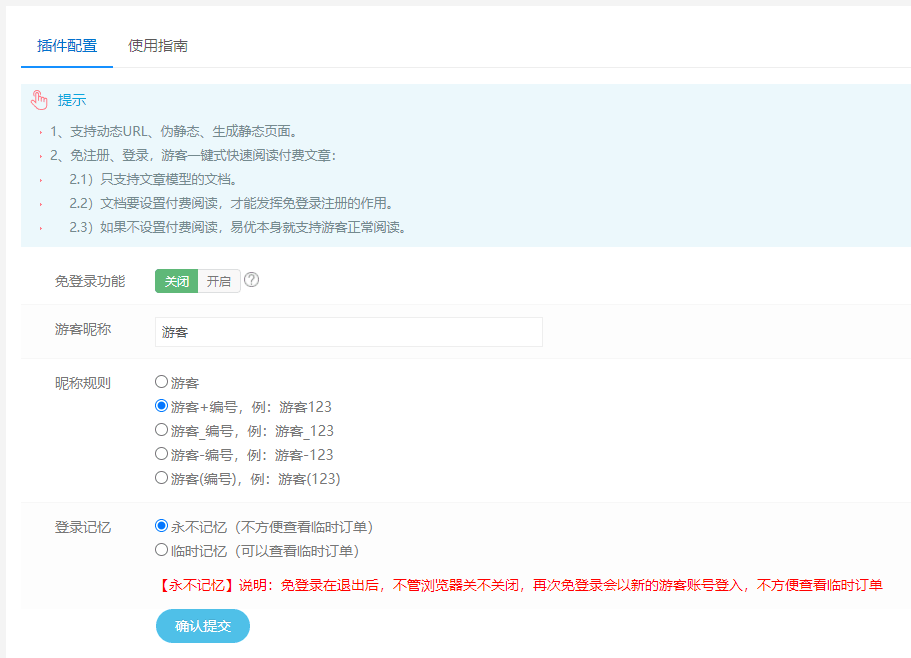 插件配置 使用指南
提示
1、支持动态URL、伪静态、生成静态页面。
2、免注册、登录，游客一键式快速阅读付费文章：
2.1）只支持文章模型的文档。
2.2）文档要设置付费阅读，才能发挥免登录注册的作用。
2.3）如果不设置付费阅读，易优本身就支持游客正常阅读。
免登录功能 关闭 开启 ?
游客昵称 游客
昵称规则 游客
游客+编号，例：游客123
游客_编号，例：游客_123
游客-编号，例：游客-123
游客(编号)，例：游客(123)
登录记忆 永不记忆（不方便查看临时订单）
临时记忆（可以查看临时订单）
【永不记忆】说明：免登录在退出后，不管浏览器关不关闭，再次免登录会以新的游客账号登入，不方便查看临时订单
确认提交